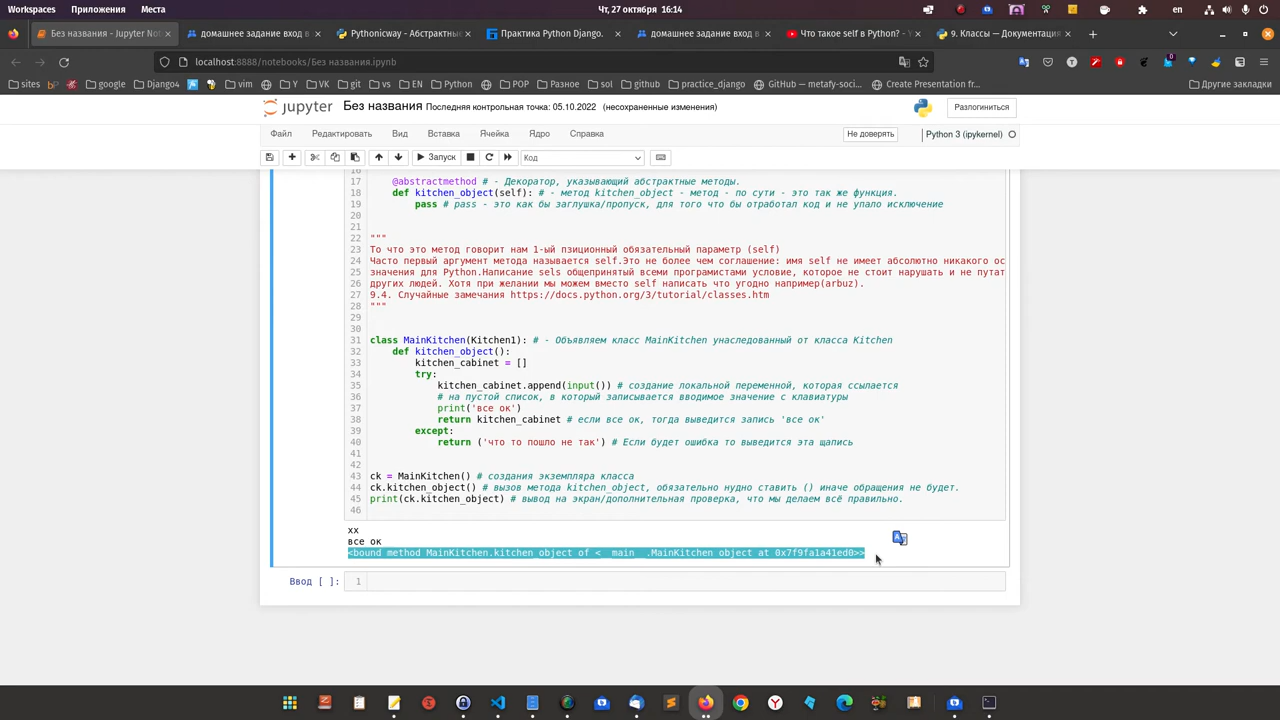 Workspaces Приложения Места Чт, 27 октября 16:14 en
Без названия - Jupyter Not домашнее задание вход в Pythonicway - Абстрактные Практика Python Django. домашнее задание вход в Что такое self в Python? - Y 9. Классы — Документация
localhost:8888/notebooks/Без названия.ipynb
sites google Django4 vim VK git vs EN Python POP Разное sol github practice_django GitHub — metafy-soci… Create Presentation fr… Другие закладки
jupyter Без названия Последняя контрольная точка: 05.10.2022 (несохраненные изменения) Разлогиниться
Файл Редактировать Вид Вставка Ячейка Ядро Справка Не доверять Python 3 (ipykernel)
Запуск Код
16
17 @abstractmethod # - Декоратор, указывающий абстрактные методы.
18 def kitchen_object(self): # - метод kitchen_object - метод - по сути - это так же функция.
19 pass # pass - это как бы заглушка/пропуск, для того что бы отработал код и не упало исключение
20
21
22 """
23 То что это метод говорит нам 1-ый пзиционный обязательный параметр (self)
24 Часто первый аргумент метода называется self.Это не более чем соглашение: имя self не имеет абсолютно никакого ос
25 значения для Python.Написание sels общепринятый всеми програмистами условие, которое не стоит нарушать и не путат
26 других людей. Хотя при желании мы можем вместо self написать что угодно например(arbuz).
27 9.4. Случайные замечания https://docs.python.org/3/tutorial/classes.htm
28 """
29
30
31 class MainKitchen(Kitchen1): # - Объявляем класс MainKitchen унаследованный от класса Kitchen
32 def kitchen_object():
33 kitchen_cabinet = []
34 try:
35 kitchen_cabinet.append(input()) # создание локальной переменной, которая ссылается
36 # на пустой список, в который записывается вводимое значение с клавиатуры
37 print('все ок')
38 return kitchen_cabinet # если все ок, тогда выведится запись 'все ок'
39 except:
40 return ('что то пошло не так') # Если будет ошибка то выведится эта щапись
41
42
43 ck = MainKitchen() # создания экземпляра класса
44 ck.kitchen_object() # вызов метода kitchen_object, обязательно нудно ставить () иначе обращения не будет.
45 print(ck.kitchen_object) # вывод на экран/дополнительная проверка, что мы делаем всё правильно.
46
xx
все ок
<bound method MainKitchen.kitchen_object of <__main__.MainKitchen object at 0x7f9fa1a41ed0>>
Ввод [ ]: 1